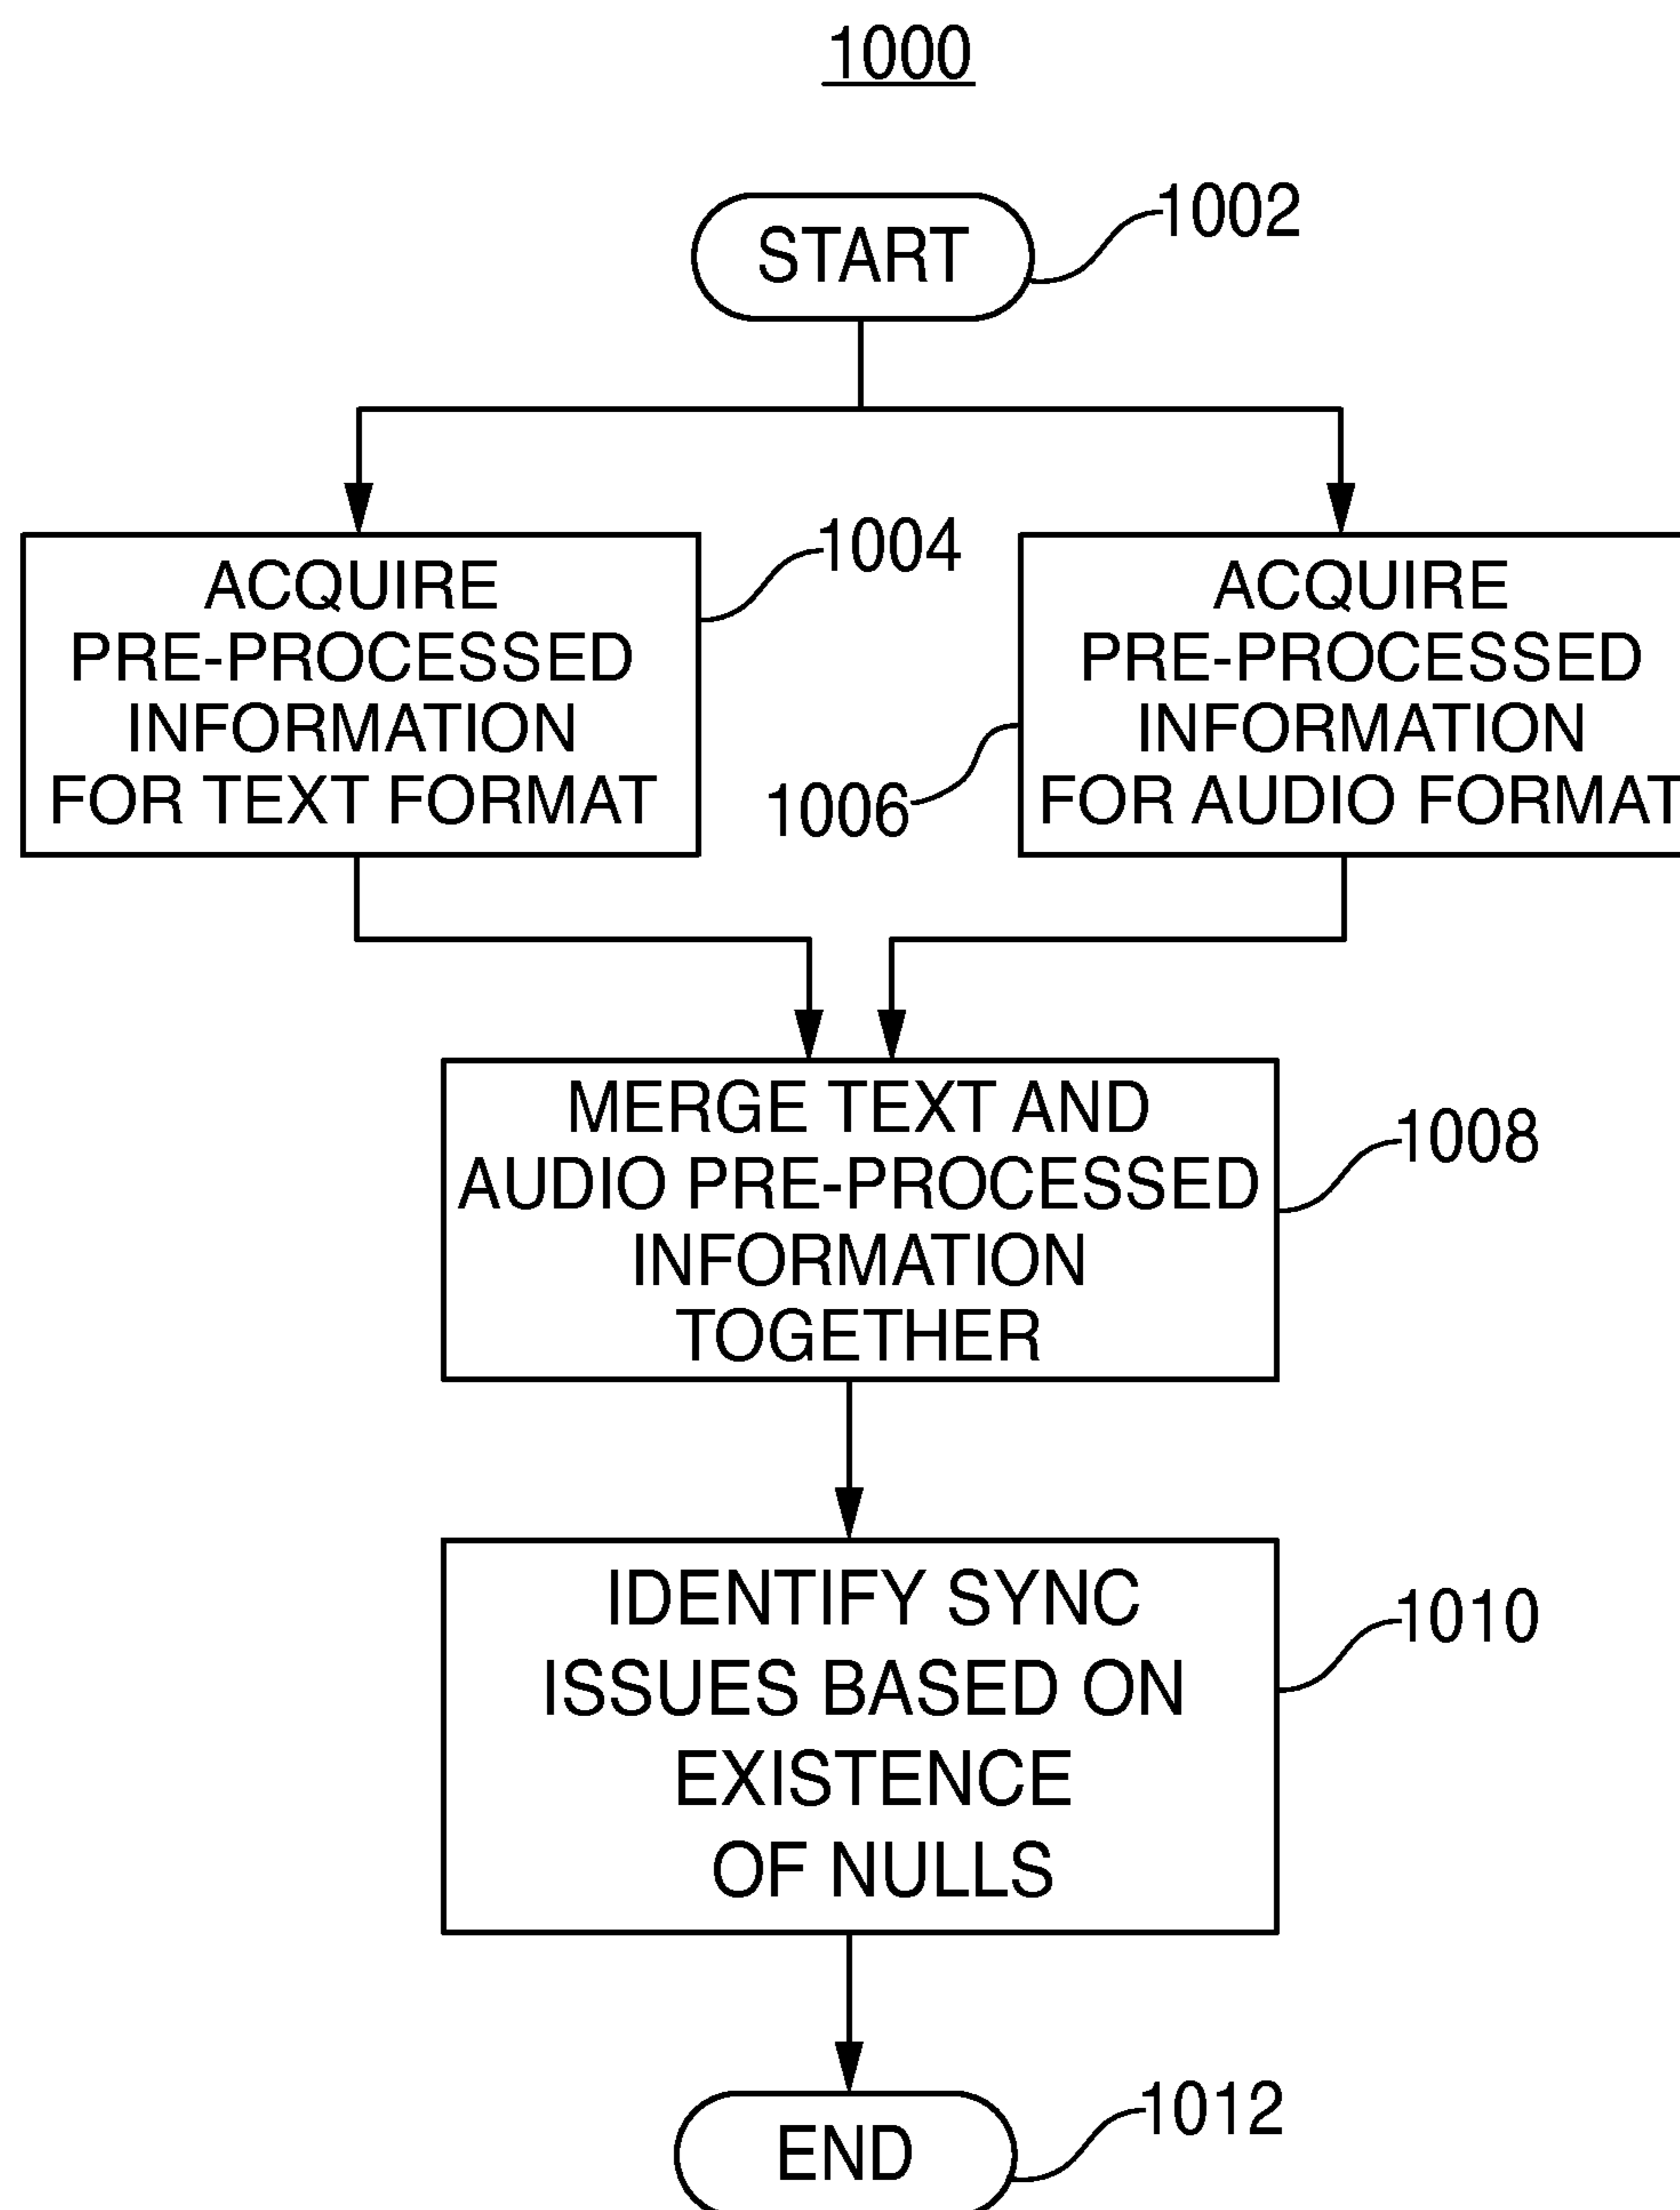 1000
START
1002
ACQUIRE
PRE-PROCESSED
INFORMATION
FOR TEXT FORMAT
1004
ACQUIRE
PRE-PROCESSED
INFORMATION
FOR AUDIO FORMAT
1006
MERGE TEXT AND
AUDIO PRE-PROCESSED
INFORMATION
TOGETHER
1008
IDENTIFY SYNC
ISSUES BASED ON
EXISTENCE
OF NULLS
1010
END
1012